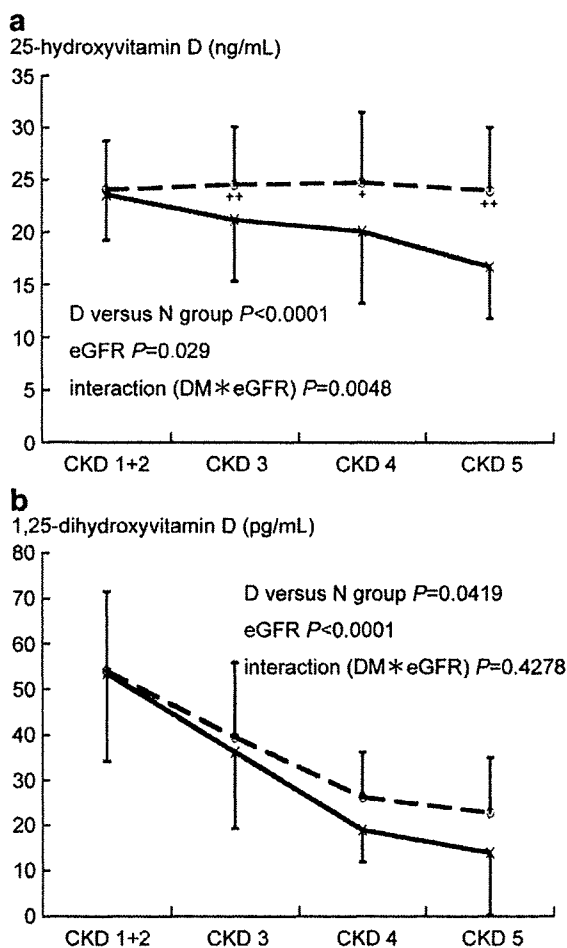 a
25-hydroxyvitamin D (ng/mL)
35
30
25
20
15
10
5
0
++
+
++
D versus N group P<0.0001
eGFR P=0.029
interaction (DM＊eGFR) P=0.0048
CKD 1+2 CKD 3 CKD 4 CKD 5
b
1,25-dihydroxyvitamin D (pg/mL)
80
70
60
50
40
30
20
10
0
D versus N group P=0.0419
eGFR P<0.0001
interaction (DM＊eGFR) P=0.4278
CKD 1+2 CKD 3 CKD 4 CKD 5